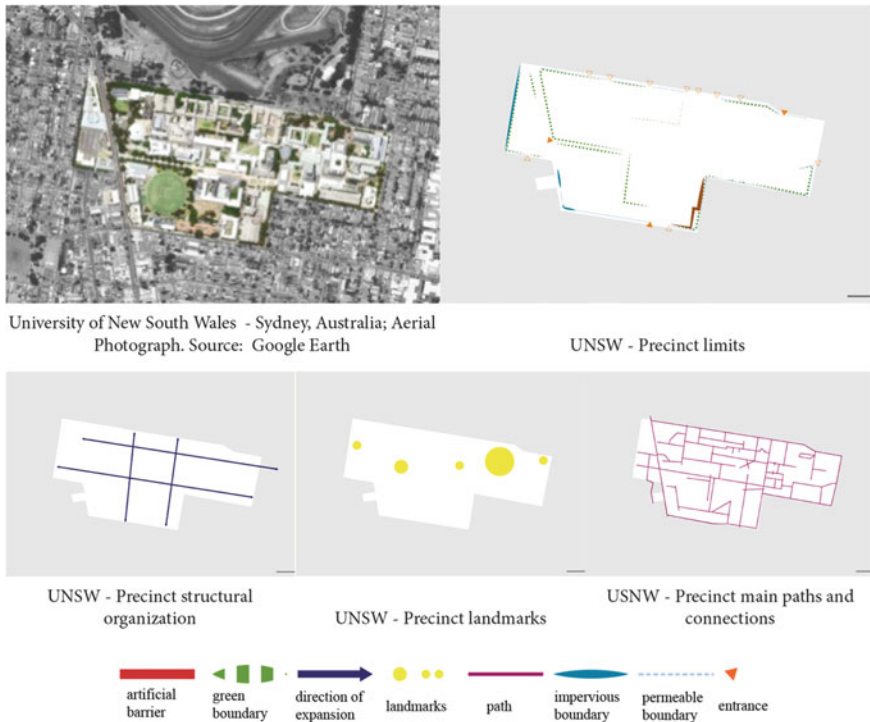 University of New South Wales - Sydney, Australia; Aerial
Photograph. Source: Google Earth
UNSW - Precinct limits
UNSW - Precinct structural
organization
UNSW - Precinct landmarks
USNW - Precinct main paths and
connections
artificial
barrier
green
boundary
direction of
expansion
landmarks
path
impervious
boundary
permeable
boundary
entrance